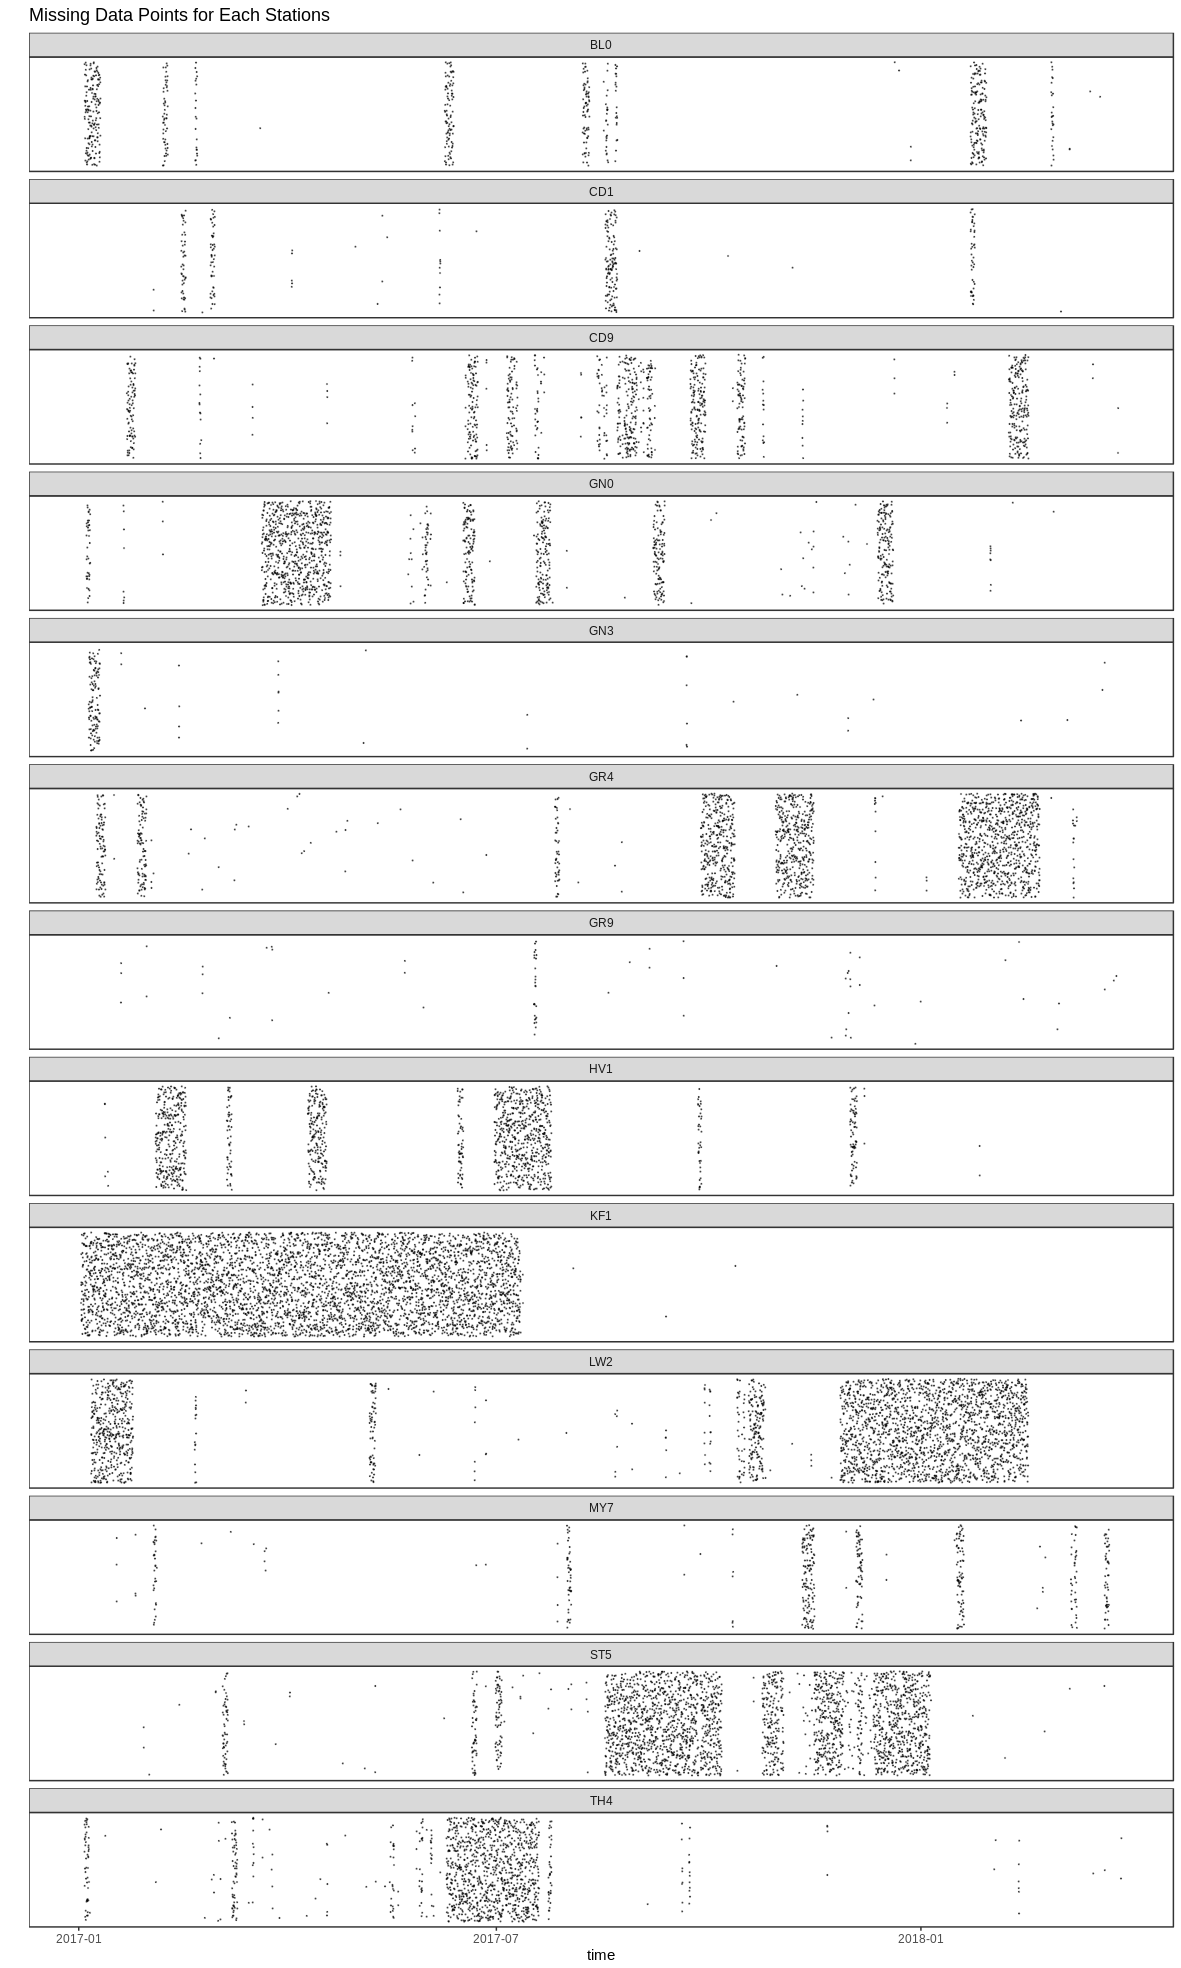 Missing Data Points for Each Stations
BL0
CD1
CD9
GN0
GN3
GR4
GR9
HV1
KF1
LW2
MY7
ST5
TH4
2017-01 2017-07 2018-01
time